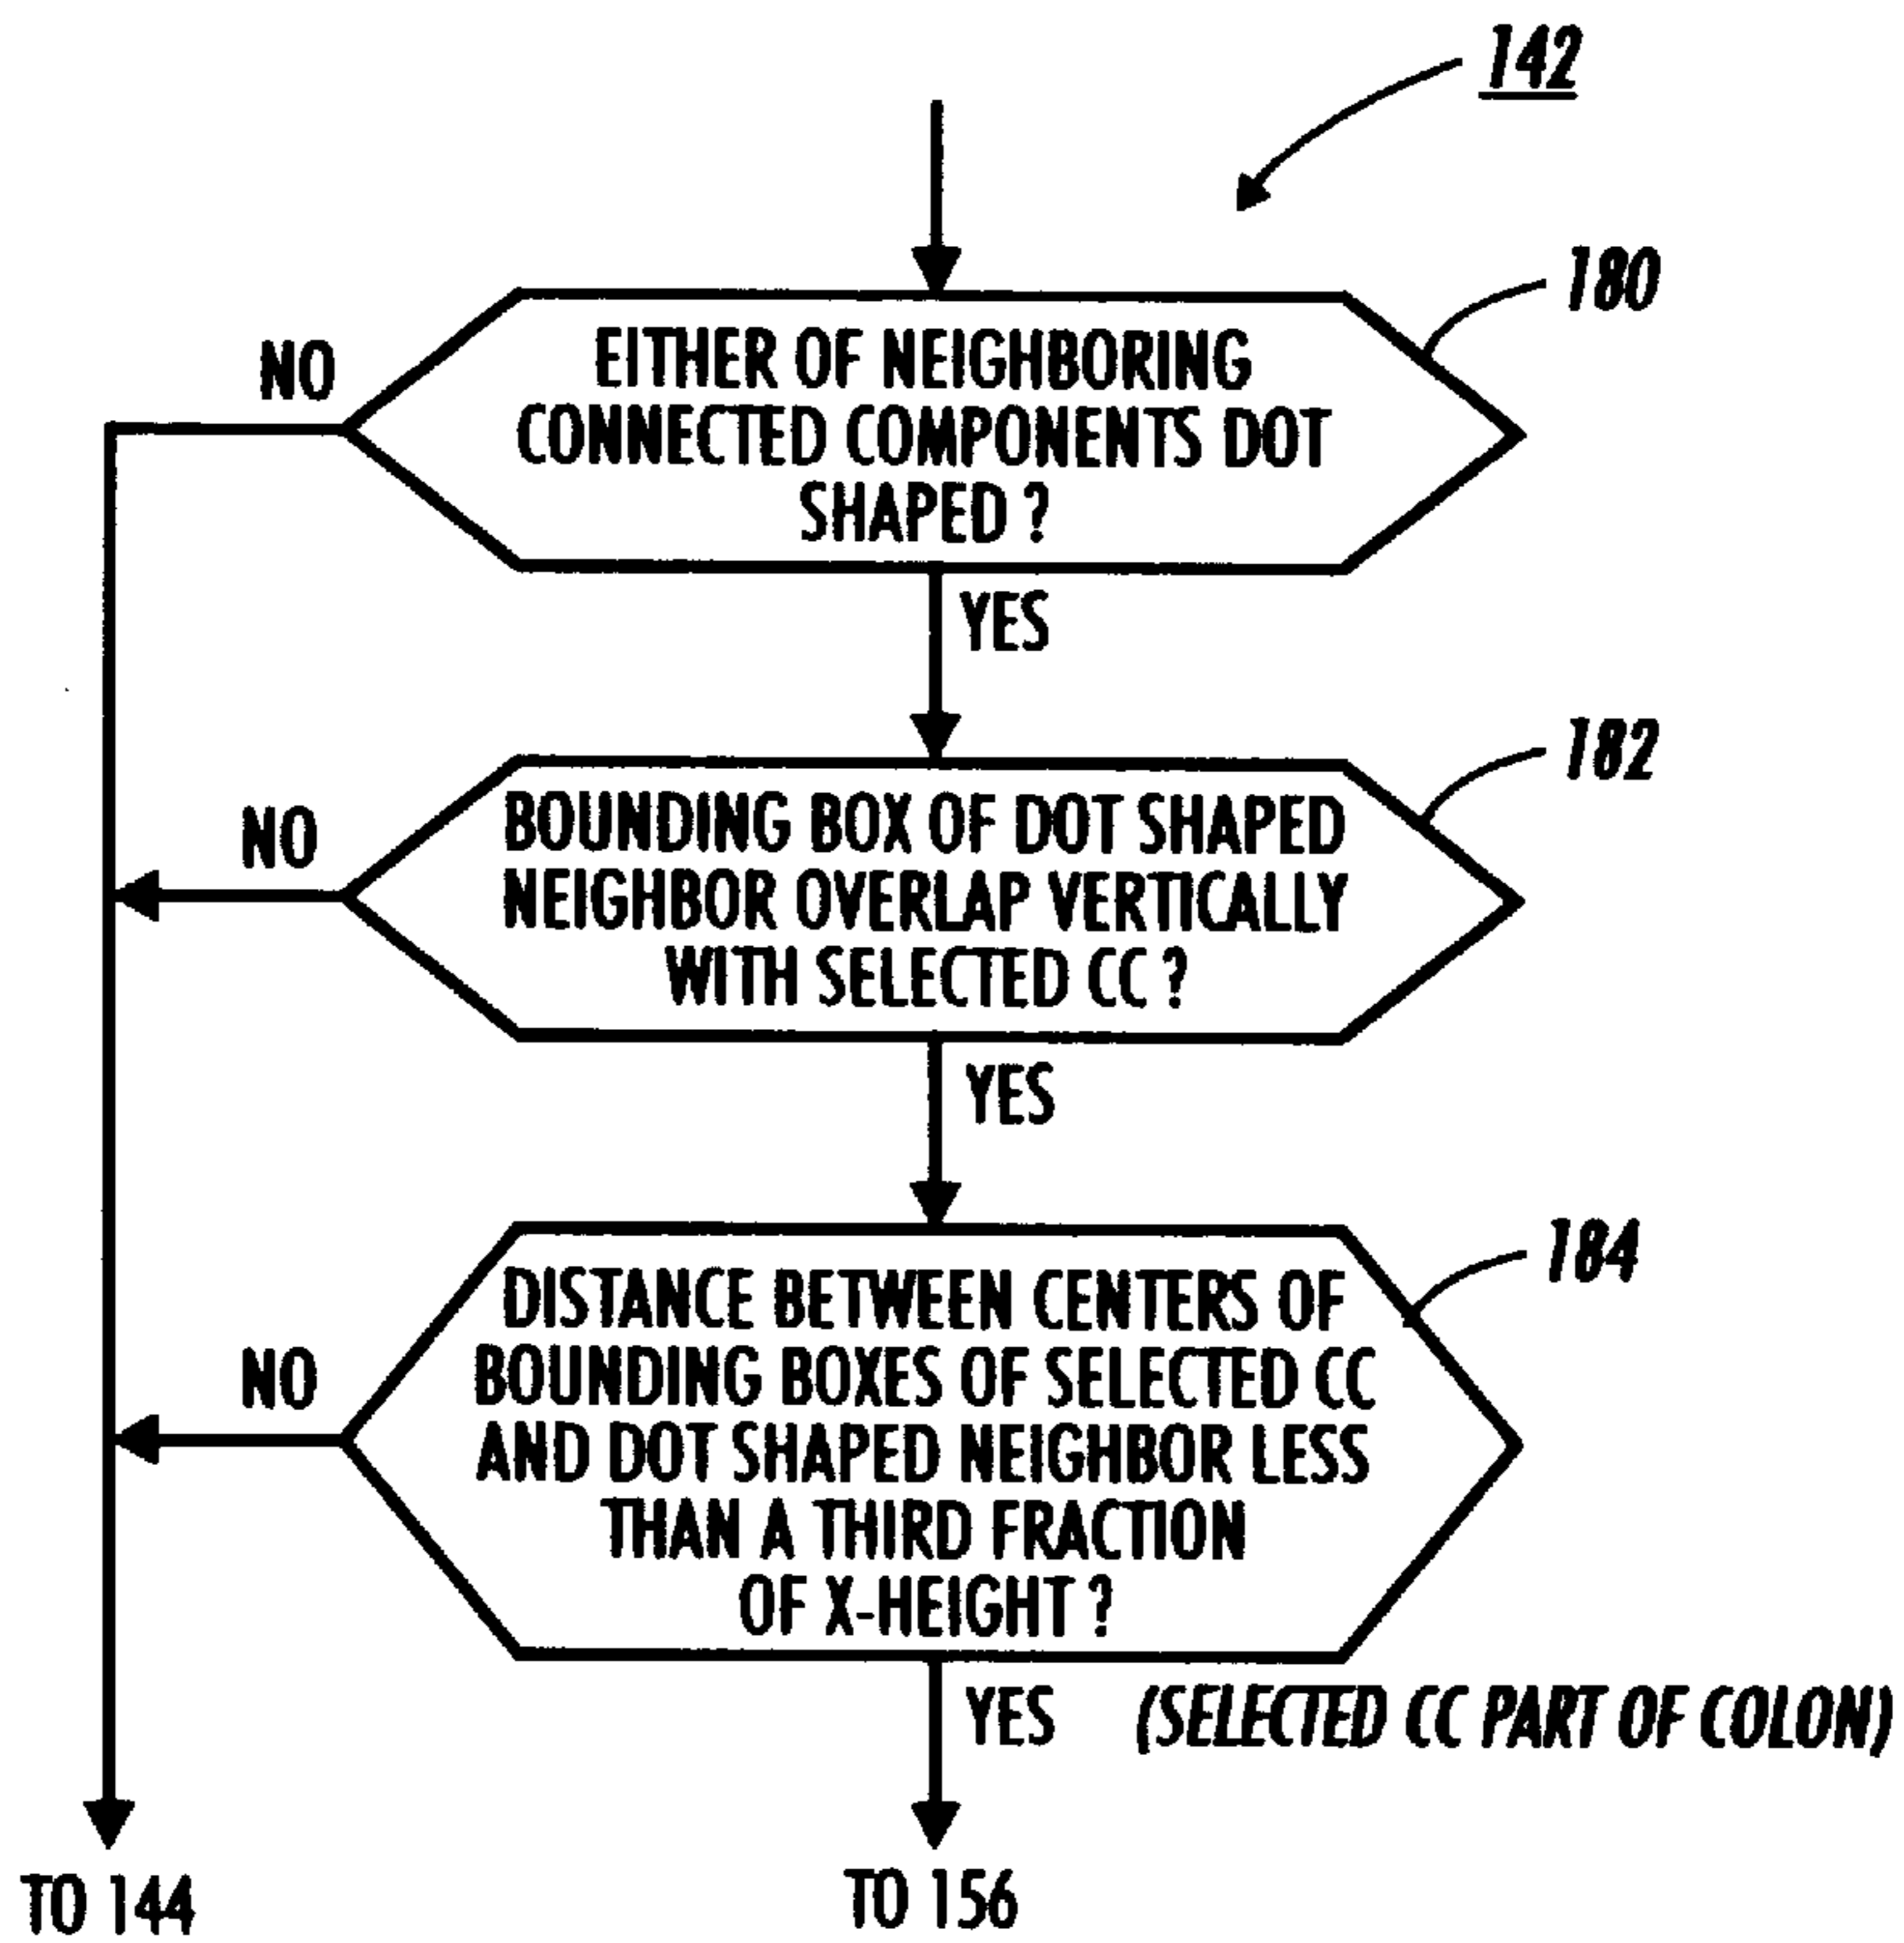 142
180
EITHER OF NEIGHBORING
CONNECTED COMPONENTS DOT
SHAPED ?
NO
YES
182
BOUNDING BOX OF DOT SHAPED
NEIGHBOR OVERLAP VERTICALLY
WITH SELECTED CC ?
NO
YES
184
DISTANCE BETWEEN CENTERS OF
BOUNDING BOXES OF SELECTED CC
AND DOT SHAPED NEIGHBOR LESS
THAN A THIRD FRACTION
OF X-HEIGHT ?
NO
YES (SELECTED CC PART OF COLON)
TO 144
TO 156